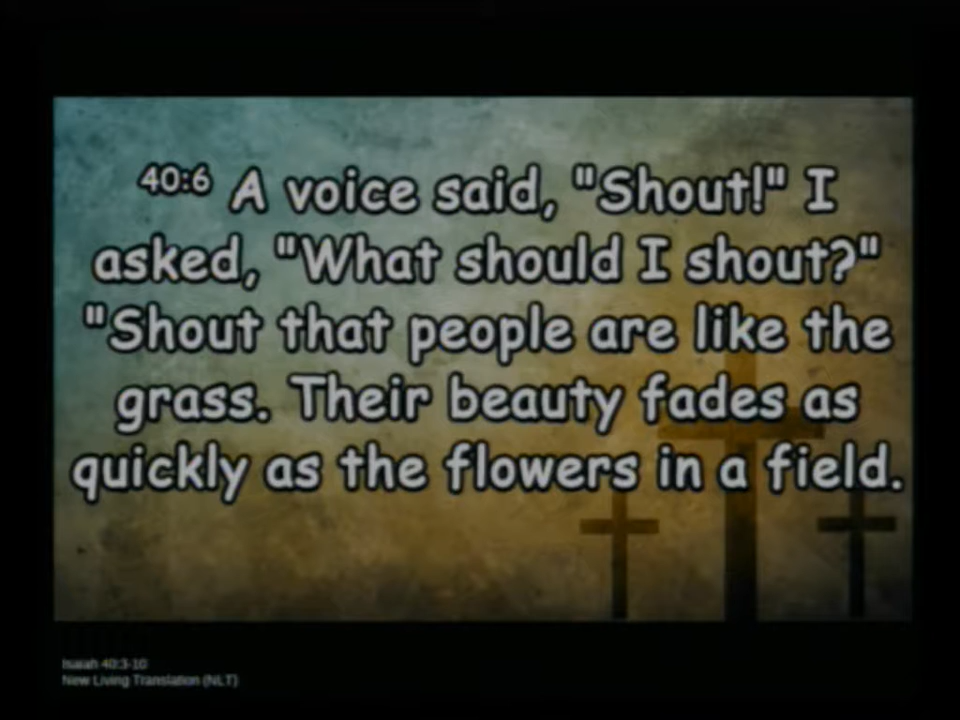 40:6 A voice said, "Shout!" I
asked, "What should I shout?"
"Shout that people are like the
grass. Their beauty fades as
quickly as the flowers in a field.
Isaiah 40:3-10
New Living Translation (NLT)